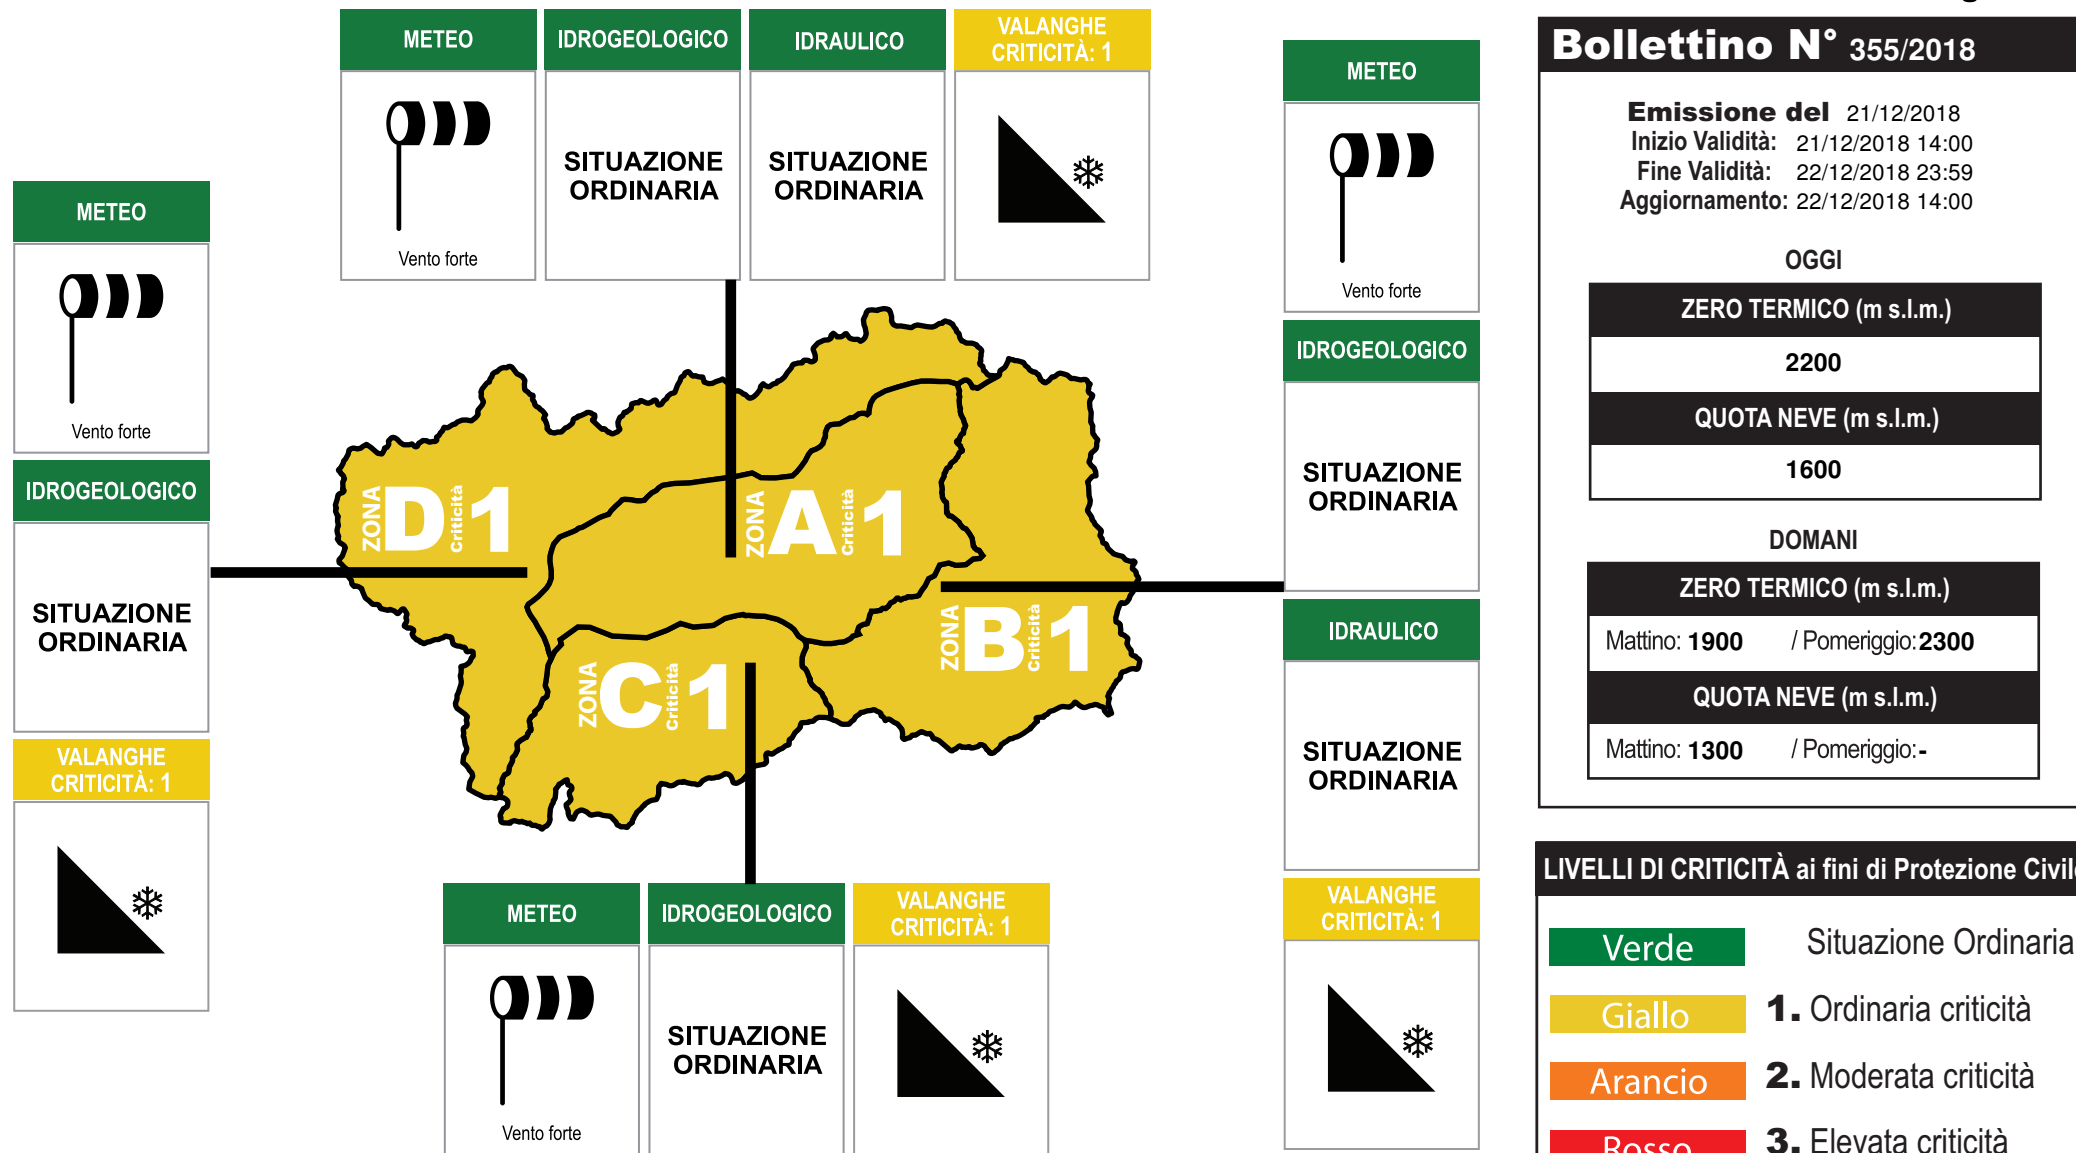 METEO
Vento forte
IDROGEOLOGICO
SITUAZIONE
ORDINARIA
IDRAULICO
SITUAZIONE
ORDINARIA
VALANGHE
CRITICITÀ: 1
METEO
Vento forte
IDROGEOLOGICO
SITUAZIONE
ORDINARIA
VALANGHE
CRITICITÀ: 1
ZONA D Criticità 1
ZONA A Criticità 1
ZONA B Criticità 1
ZONA C Criticità 1
METEO
Vento forte
IDROGEOLOGICO
SITUAZIONE
ORDINARIA
VALANGHE
CRITICITÀ: 1
METEO
Vento forte
IDROGEOLOGICO
SITUAZIONE
ORDINARIA
IDRAULICO
SITUAZIONE
ORDINARIA
VALANGHE
CRITICITÀ: 1
Bollettino N° 355/2018
Emissione del 21/12/2018
Inizio Validità: 21/12/2018 14:00
Fine Validità: 22/12/2018 23:59
Aggiornamento: 22/12/2018 14:00
OGGI
ZERO TERMICO (m s.l.m.)
2200
QUOTA NEVE (m s.l.m.)
1600
DOMANI
ZERO TERMICO (m s.l.m.)
Mattino: 1900 / Pomeriggio: 2300
QUOTA NEVE (m s.l.m.)
Mattino: 1300 / Pomeriggio: -
LIVELLI DI CRITICITÀ ai fini di Protezione Civile
Verde Situazione Ordinaria
Giallo 1. Ordinaria criticità
Arancio 2. Moderata criticità
Rosso 3. Elevata criticità